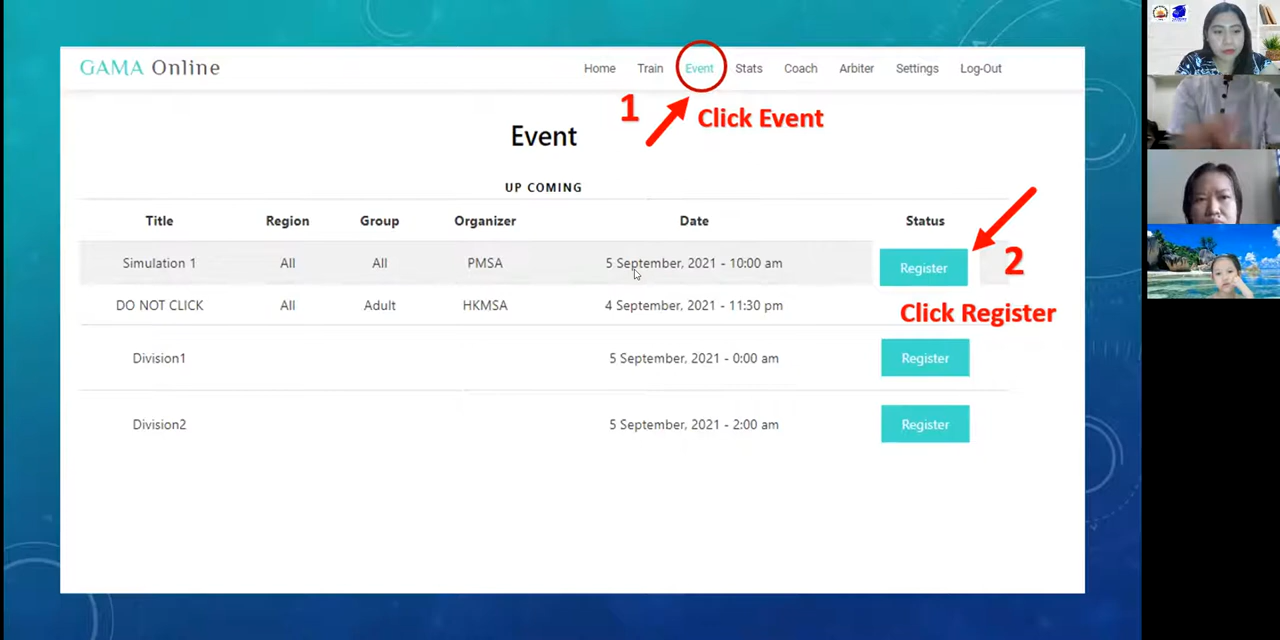 GAMA Online
Home Train Event Stats Coach Arbiter Settings Log-Out
1 Click Event
Event
UP COMING
Title Region Group Organizer Date Status
Simulation 1 All All PMSA 5 September, 2021 - 10:00 am Register
2
DO NOT CLICK All Adult HKMSA 4 September, 2021 - 11:30 pm
Click Register
Division1 5 September, 2021 - 0:00 am Register
Division2 5 September, 2021 - 2:00 am Register